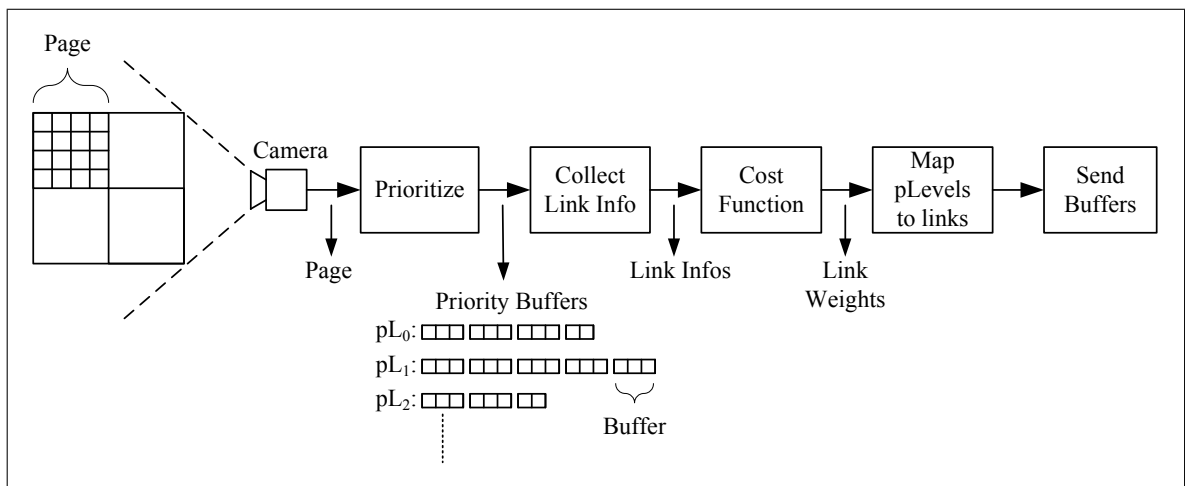 Page
Camera
Prioritize
Collect
Link Info
Cost
Function
Map
pLevels
to links
Send
Buffers
Page
Link Infos
Link
Weights
Priority Buffers
pL₀:
pL₁:
pL₂:
Buffer